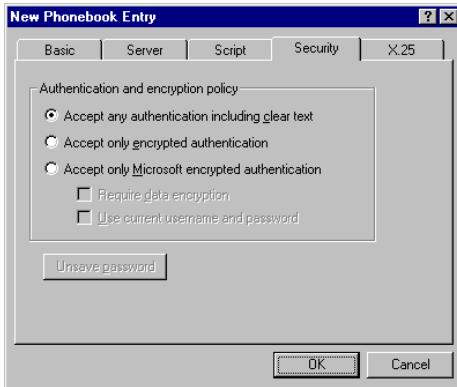 New Phonebook Entry
Basic Server Script Security X.25
Authentication and encryption policy
Accept any authentication including clear text
Accept only encrypted authentication
Accept only Microsoft encrypted authentication
Require data encryption
Use current username and password
Unsave password
OK Cancel